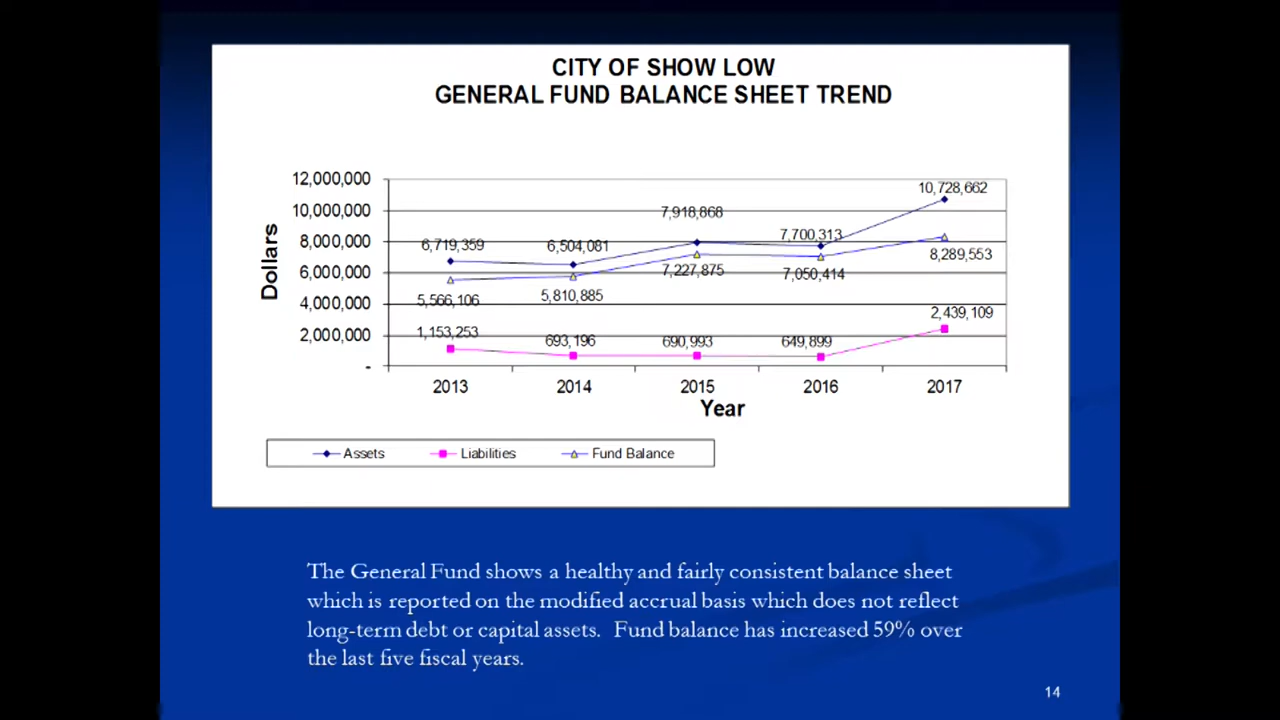 CITY OF SHOW LOW
GENERAL FUND BALANCE SHEET TREND
12,000,000
10,000,000
8,000,000
6,000,000
4,000,000
2,000,000
-
Dollars
10,728,662
7,918,868
7,700,313
6,719,359
6,504,081
8,289,553
7,227,875
7,050,414
5,566,106
5,810,885
2,439,109
1,153,253
693,196
690,993
649,899
2013 2014 2015 2016 2017
Year
Assets Liabilities Fund Balance
The General Fund shows a healthy and fairly consistent balance sheet
which is reported on the modified accrual basis which does not reflect
long-term debt or capital assets. Fund balance has increased 59% over
the last five fiscal years.
14